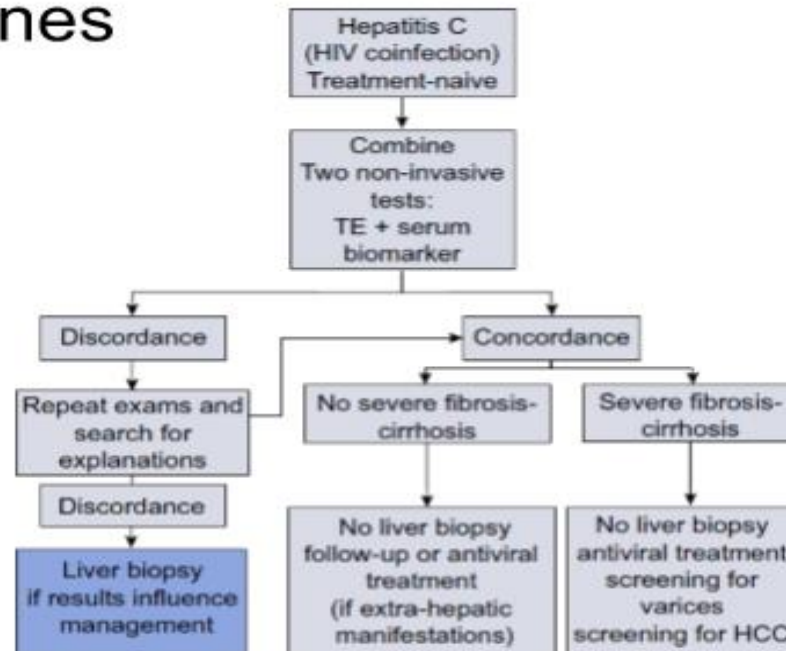 nes
Hepatitis C
(HIV coinfection)
Treatment-naive
Combine
Two non-invasive
tests:
TE + serum
biomarker
Discordance
Concordance
Repeat exams and
search for
explanations
No severe fibrosis-
cirrhosis
Severe fibrosis-
cirrhosis
Discordance
Liver biopsy
if results influence
management
No liver biopsy
follow-up or antiviral
treatment
(if extra-hepatic
manifestations)
No liver biopsy
antiviral treatment
screening for
varices
screening for HCC